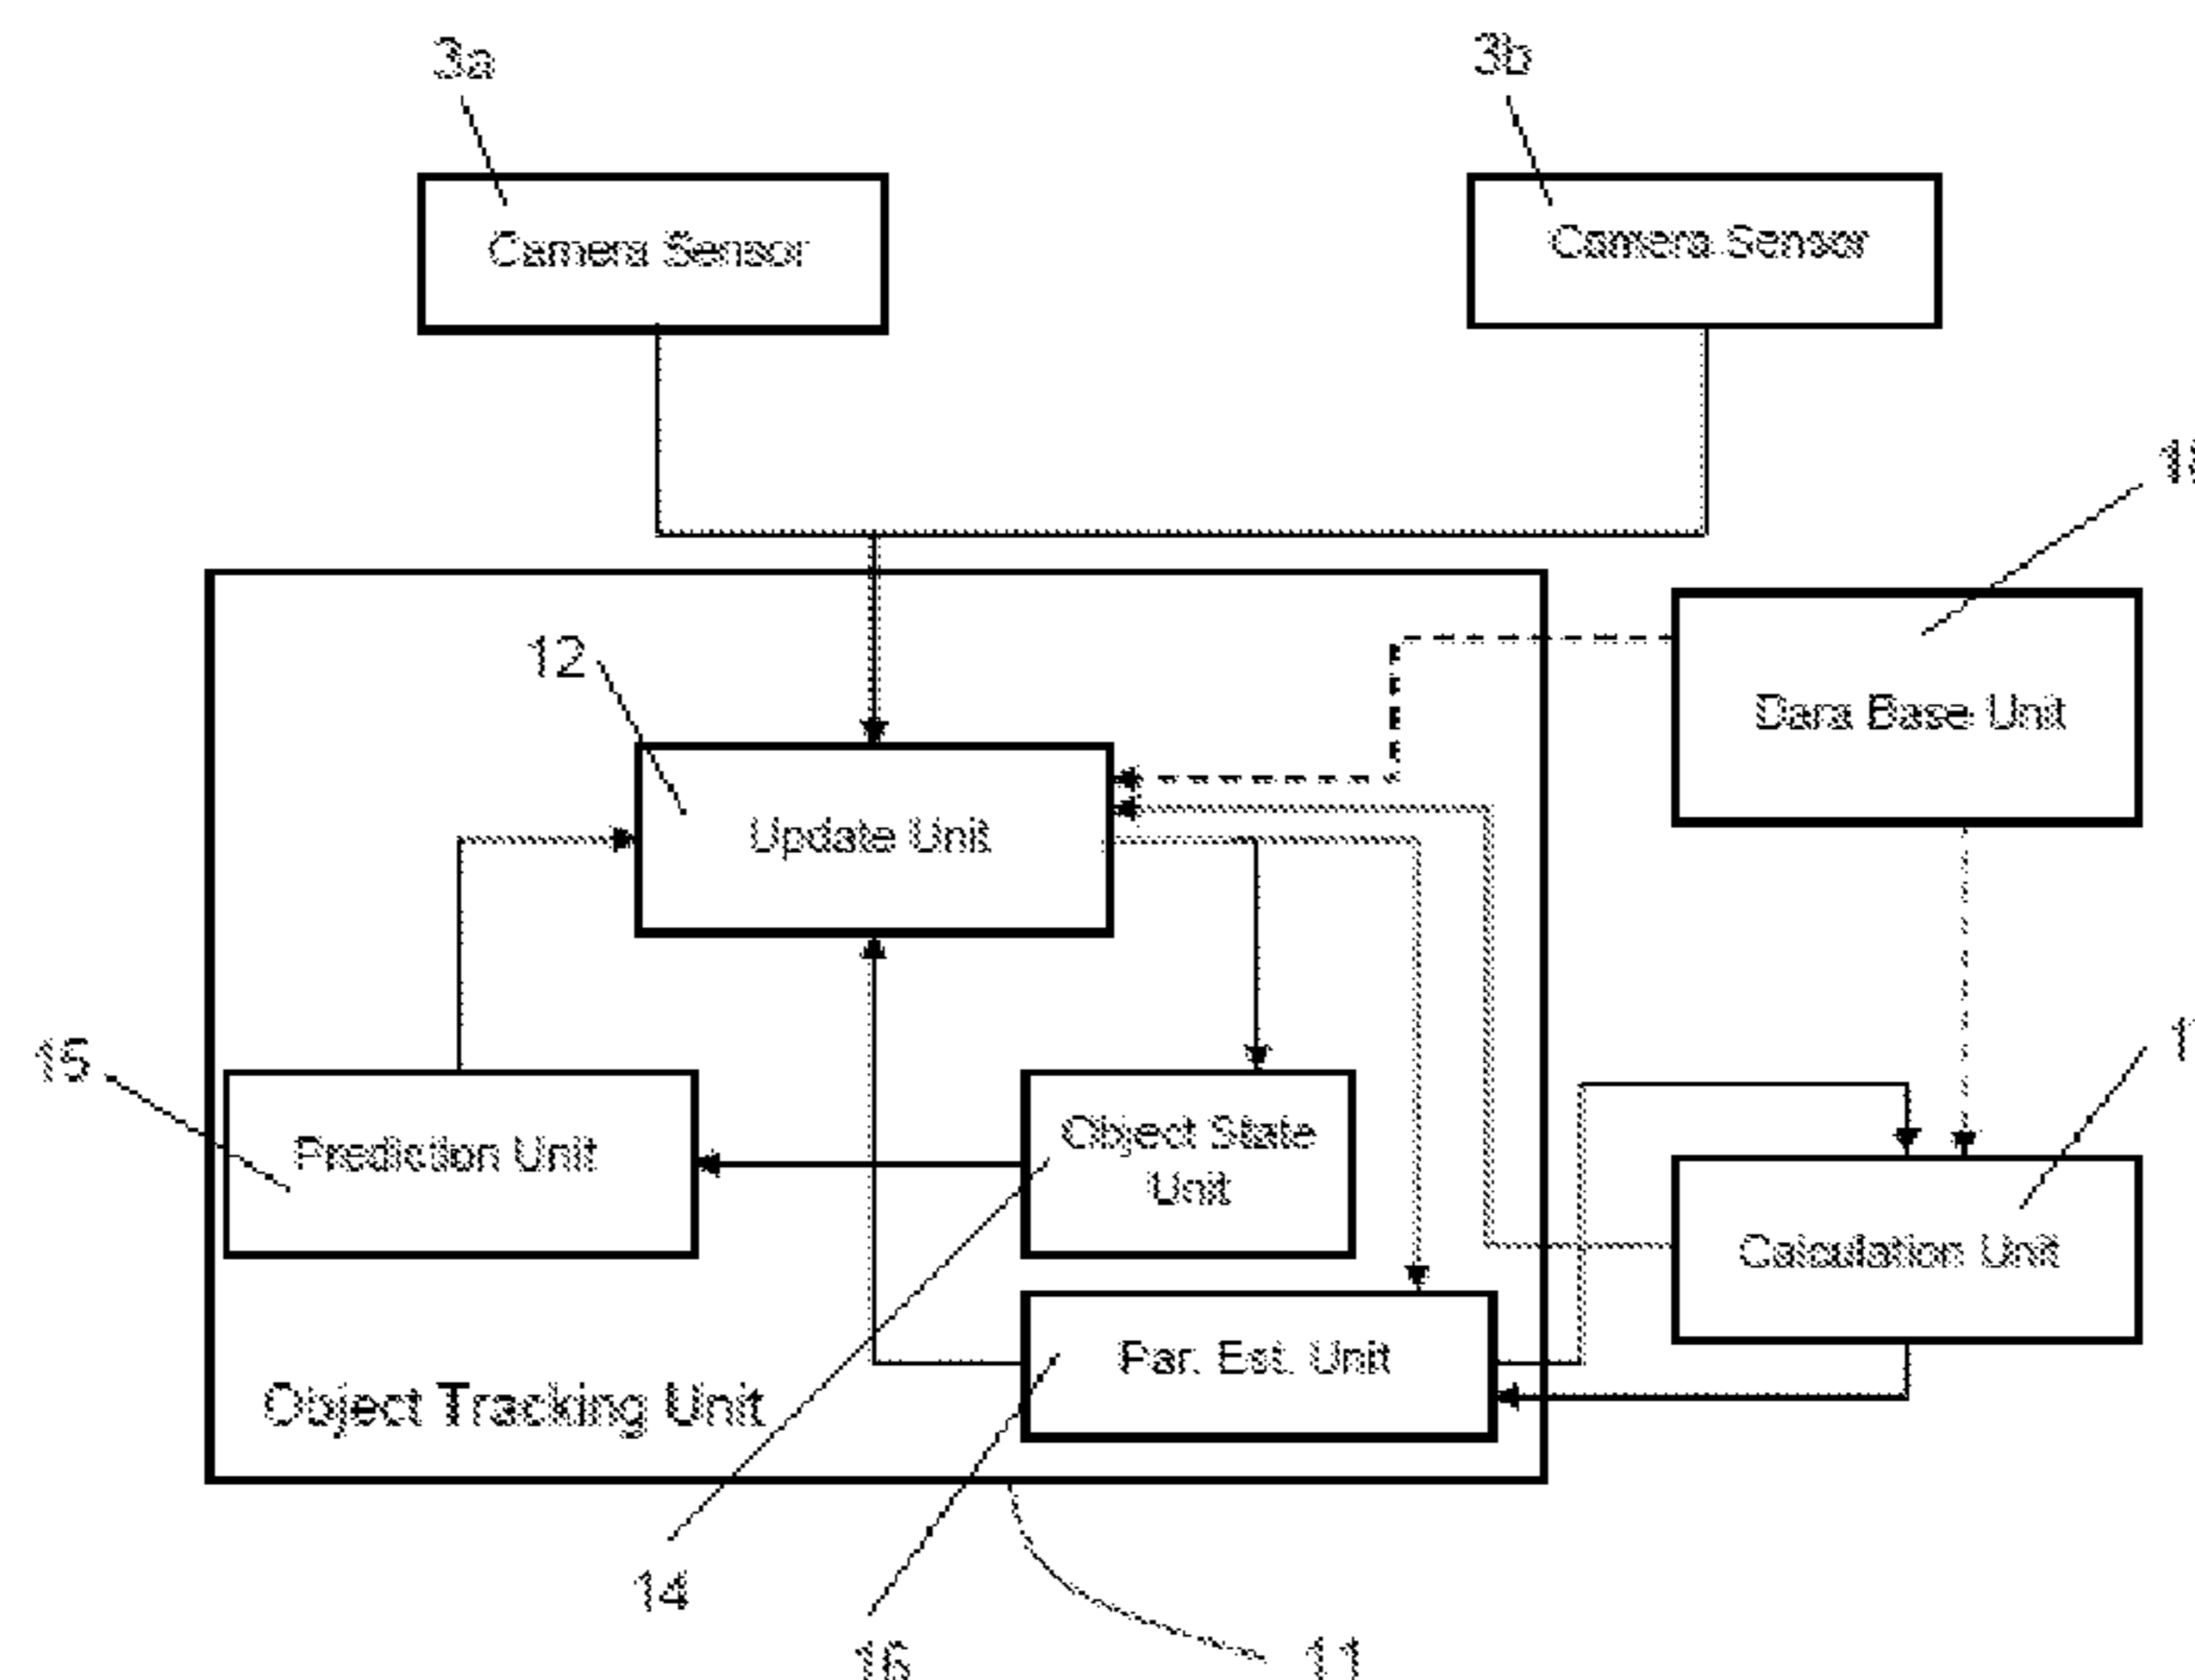 3a
3b
Camera Sensor
Camera Sensor
12
Dara Base Unit
Update Unit
15
Prediction Unit
Object State
Unit
Calculation Unit
Par. Est. Unit
Object Tracking Unit
14
16
11